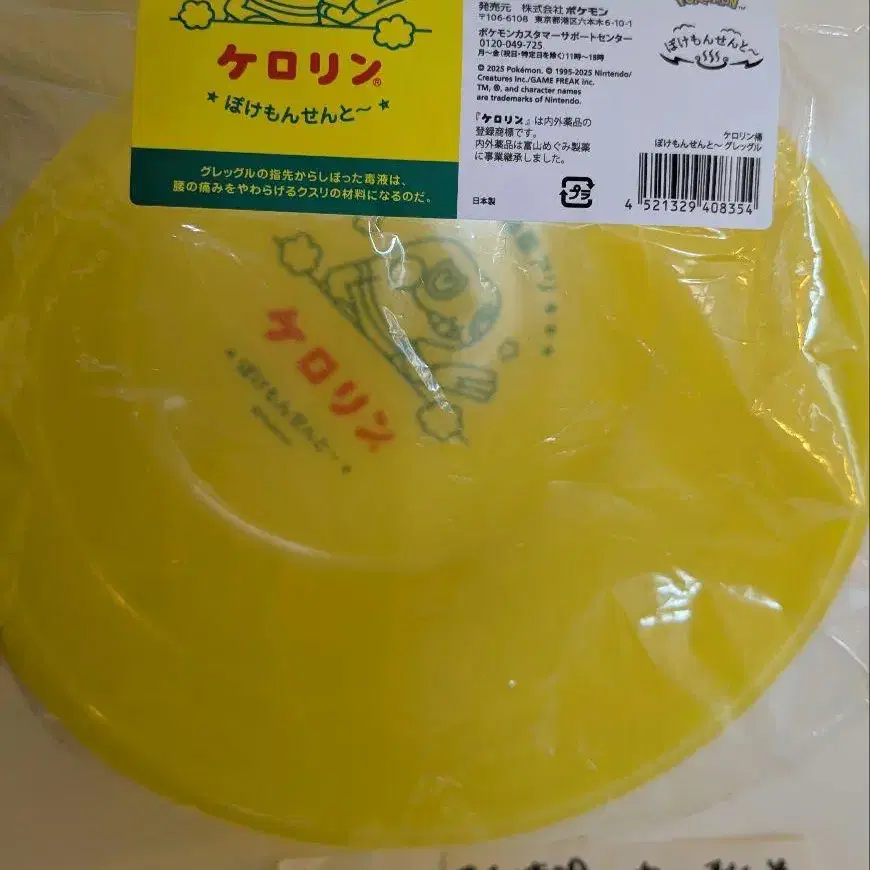 ケロリン®
★ ぽけもんせんと〜 ★
グレッグルの指先からしぼった毒液は、
腰の痛みをやわらげるクスリの材料になるのだ。
発売元 株式会社ポケモン
〒106-6108 東京都港区六本木6-10-1
ポケモンカスタマーサポートセンター
0120-049-725
月〜金(祝日・特定日を除く)11時〜18時
© 2025 Pokémon. © 1995-2025 Nintendo/
Creatures Inc./GAME FREAK inc.
TM, ®, and character names
are trademarks of Nintendo.
『ケロリン』は内外薬品の
登録商標です。
内外薬品は富山めぐみ製薬
に事業継承しました。
日本製
プラ
POKÉMON™
ぽけもんせんと〜
ケロリン桶
ぽけもんせんと〜 グレッグル
4 521329 408354
ケロリン
★ ぽけもんせんと〜 ★